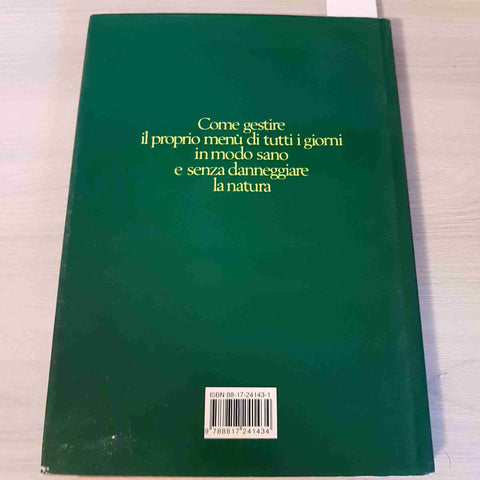 Come gestire
il proprio menù di tutti i giorni
in modo sano
e senza danneggiare
la natura
ISBN 88-17-24143-1
9 788817 241434